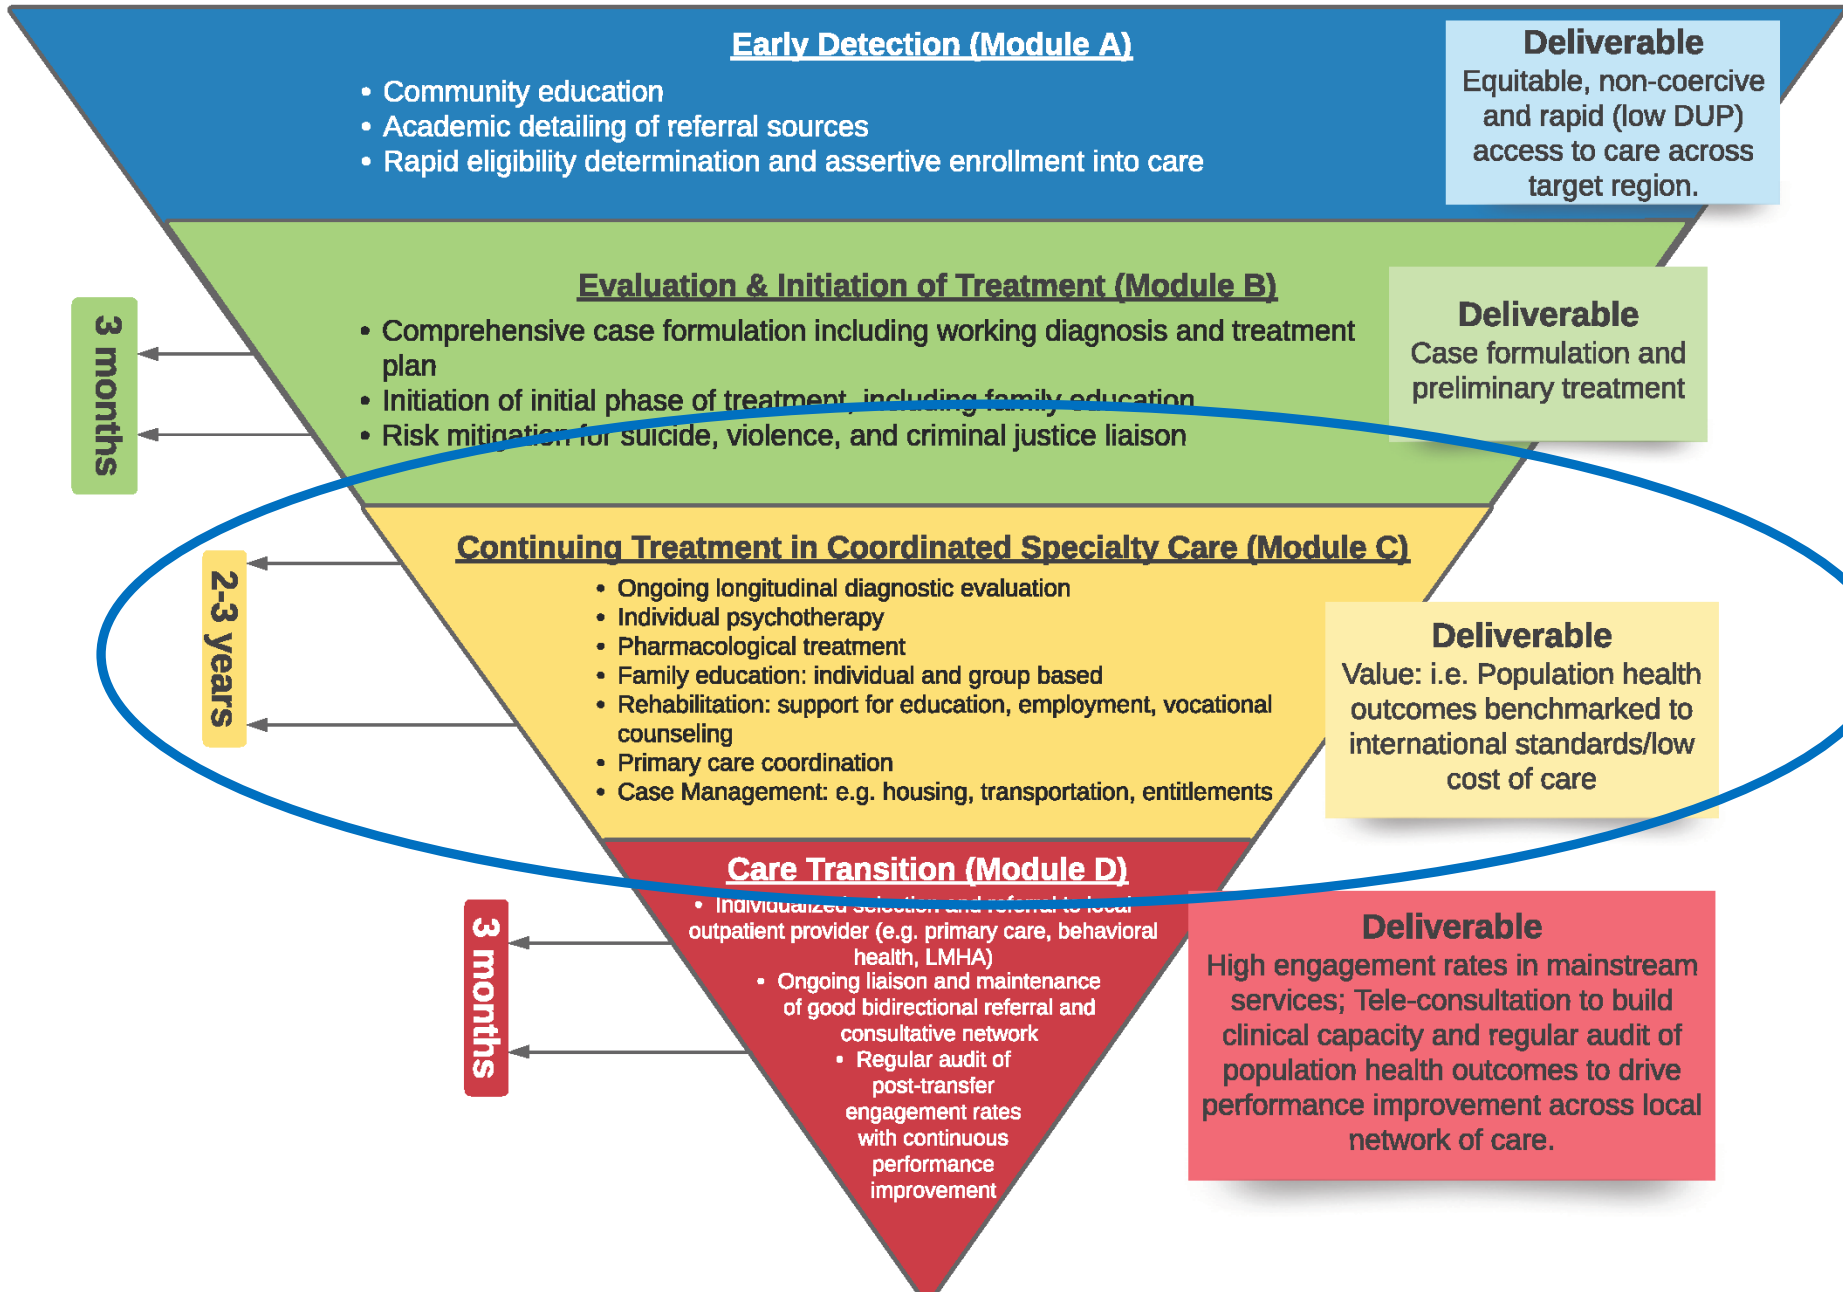 Early Detection (Module A)
• Community education
• Academic detailing of referral sources
• Rapid eligibility determination and assertive enrollment into care
Deliverable
Equitable, non-coercive
and rapid (low DUP)
access to care across
target region.
Evaluation & Initiation of Treatment (Module B)
• Comprehensive case formulation including working diagnosis and treatment
plan
• Initiation of initial phase of treatment, including family education
• Risk mitigation for suicide, violence, and criminal justice liaison
Deliverable
Case formulation and
preliminary treatment
3 months
Continuing Treatment in Coordinated Specialty Care (Module C)
• Ongoing longitudinal diagnostic evaluation
• Individual psychotherapy
• Pharmacological treatment
• Family education: individual and group based
• Rehabilitation: support for education, employment, vocational
counseling
• Primary care coordination
• Case Management: e.g. housing, transportation, entitlements
Deliverable
Value: i.e. Population health
outcomes benchmarked to
international standards/low
cost of care
2-3 years
Care Transition (Module D)
• Individualized selection and referral to local
outpatient provider (e.g. primary care, behavioral
health, LMHA)
• Ongoing liaison and maintenance
of good bidirectional referral and
consultative network
• Regular audit of
post-transfer
engagement rates
with continuous
performance
improvement
Deliverable
High engagement rates in mainstream
services; Tele-consultation to build
clinical capacity and regular audit of
population health outcomes to drive
performance improvement across local
network of care.
3 months